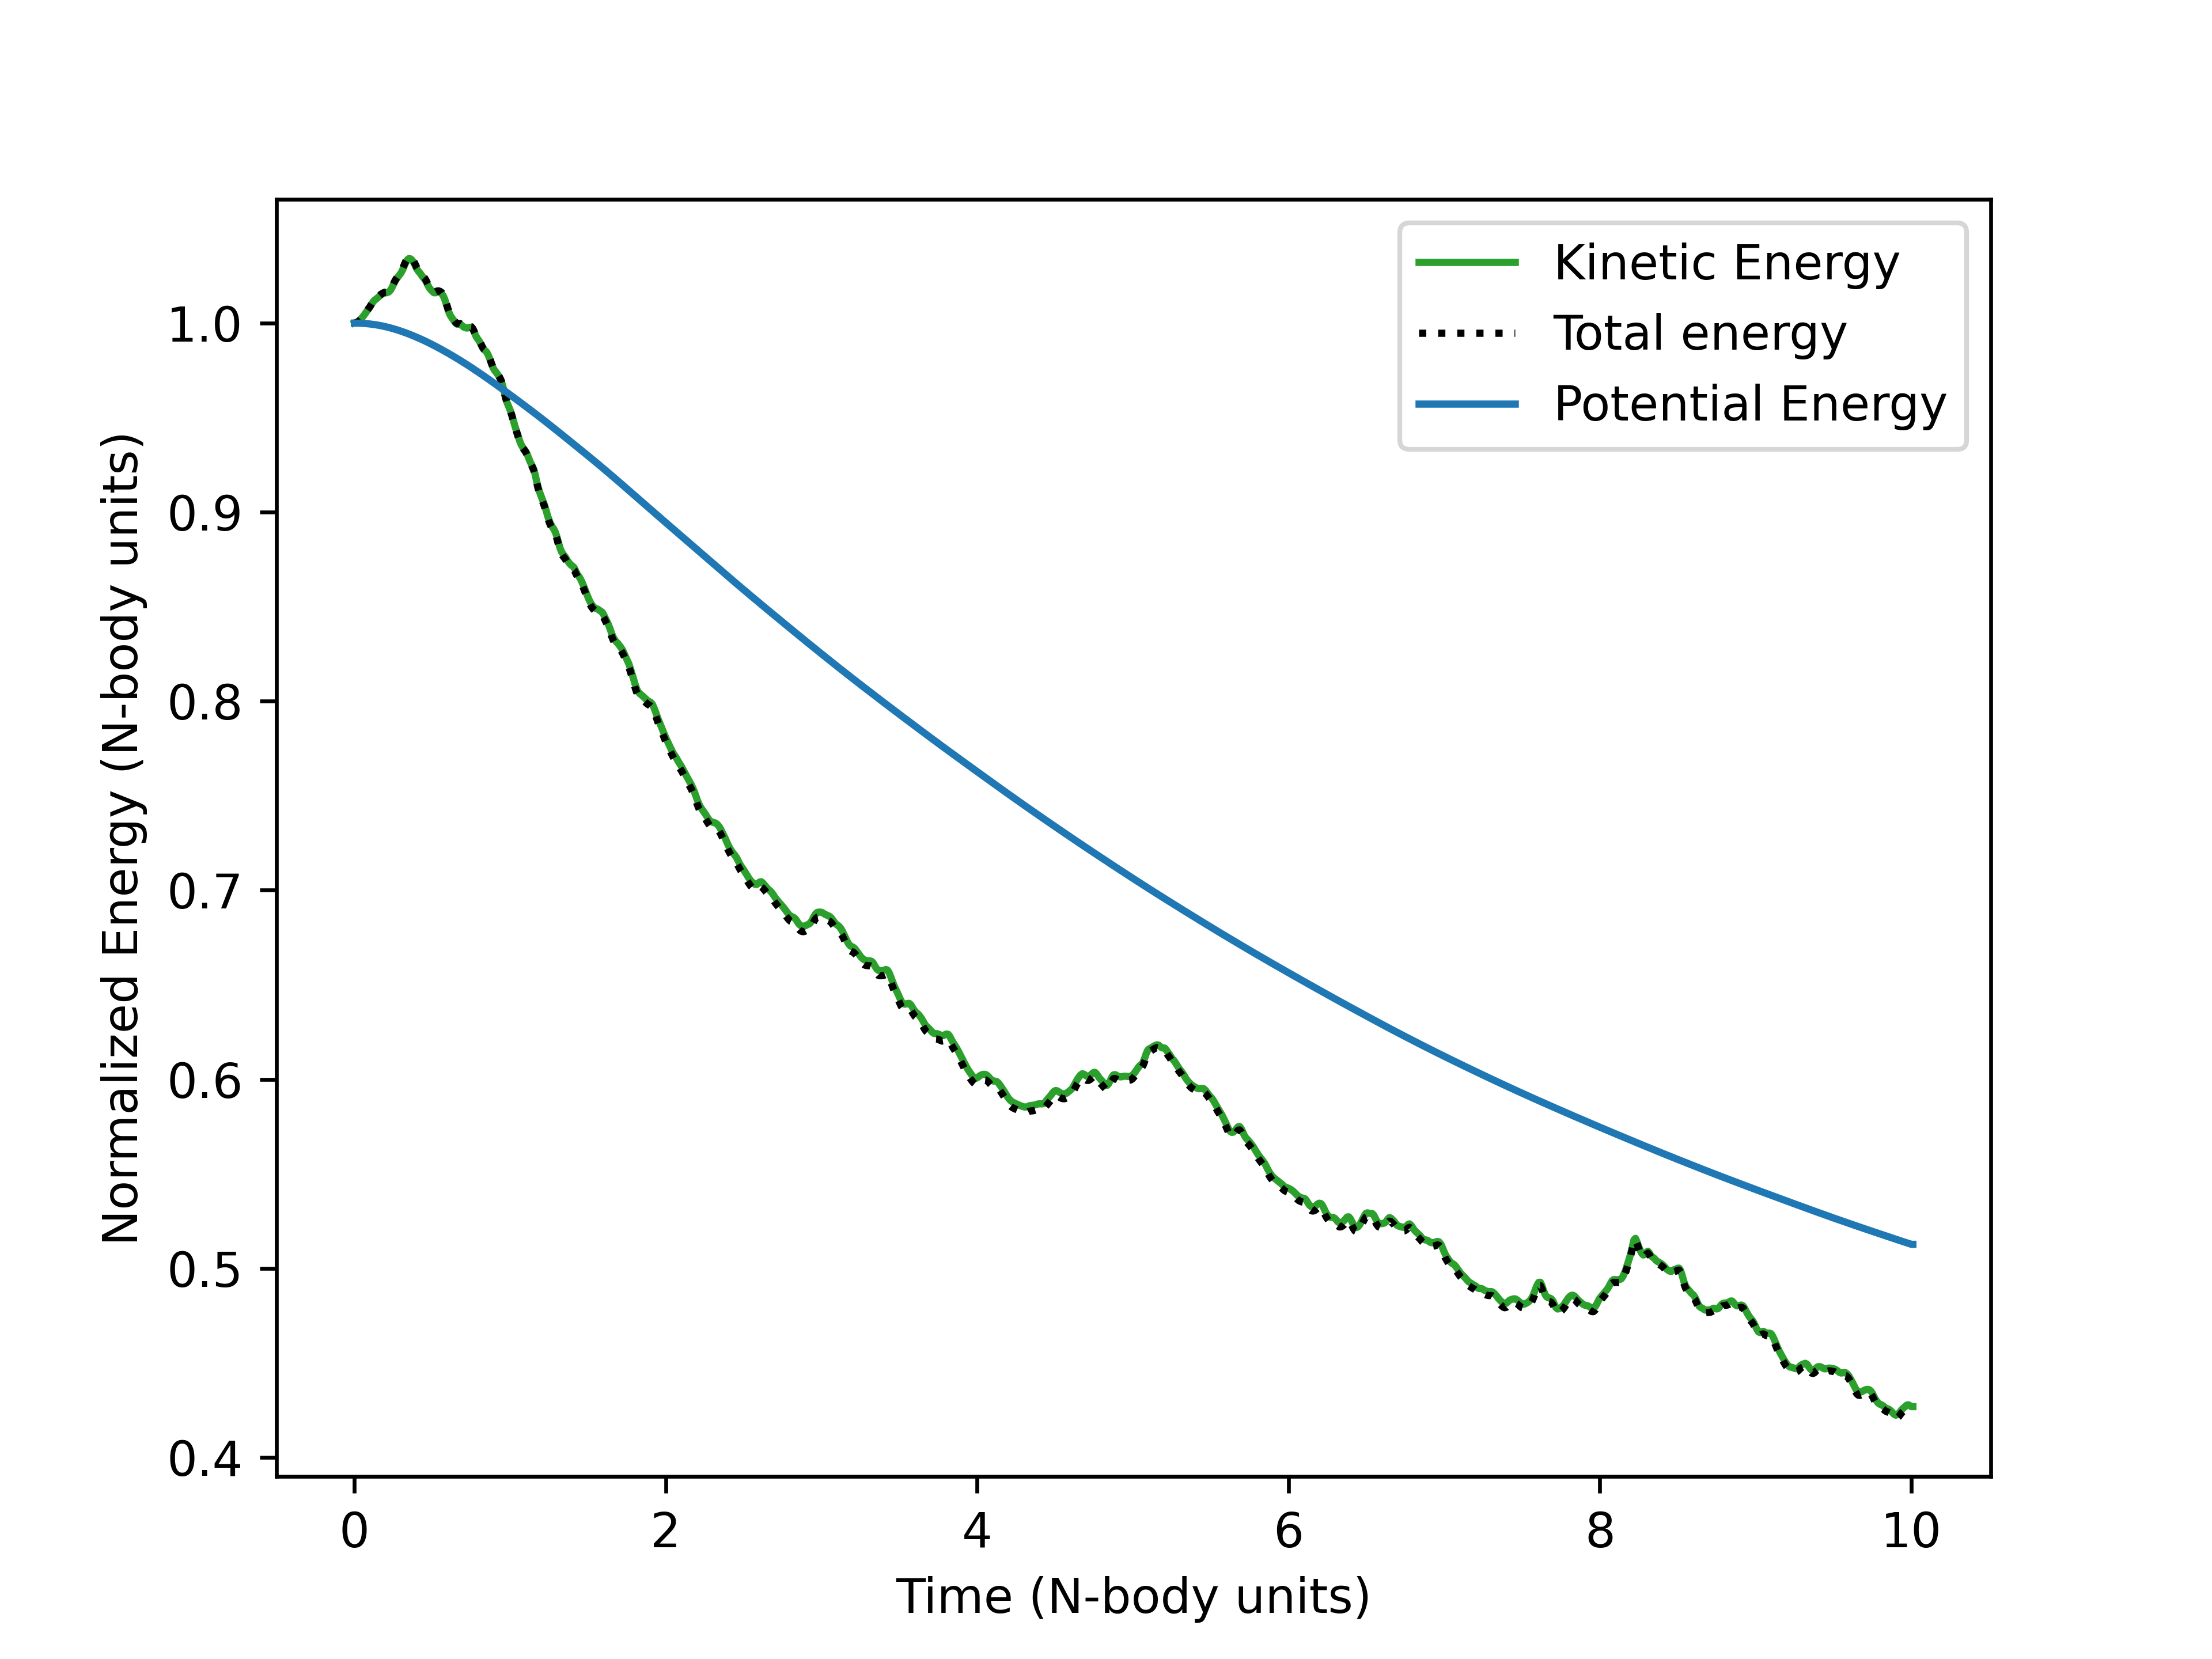 Kinetic Energy
Total energy
Potential Energy
Normalized Energy (N-body units)
1.0
0.9
0.8
0.7
0.6
0.5
0.4
0 2 4 6 8 10
Time (N-body units)